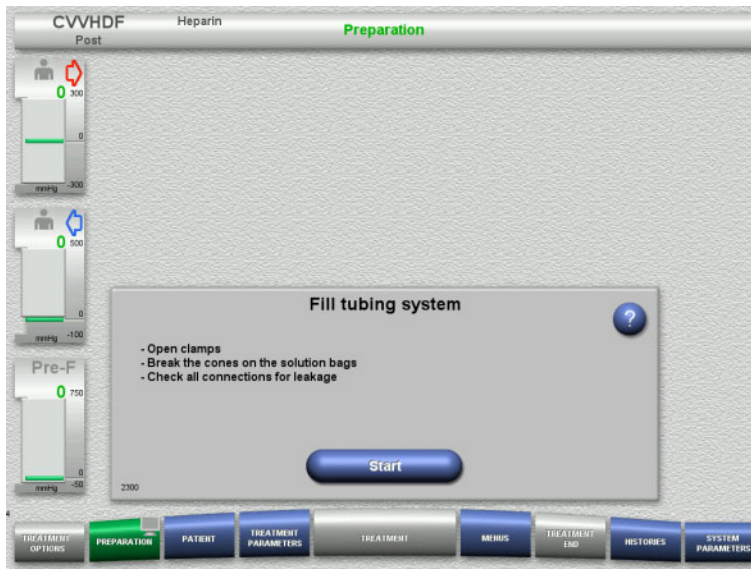 CVVHDF
Post
Heparin
Preparation
0
300
0
-300
mmHg
0
500
0
-100
mmHg
Pre-F
0
750
0
-50
mmHg
Fill tubing system
?
- Open clamps
- Break the cones on the solution bags
- Check all connections for leakage
Start
2300
TREATMENT
OPTIONS
PREPARATION
PATIENT
TREATMENT
PARAMETERS
TREATMENT
MENUS
TREATMENT
END
HISTORIES
SYSTEM
PARAMETERS